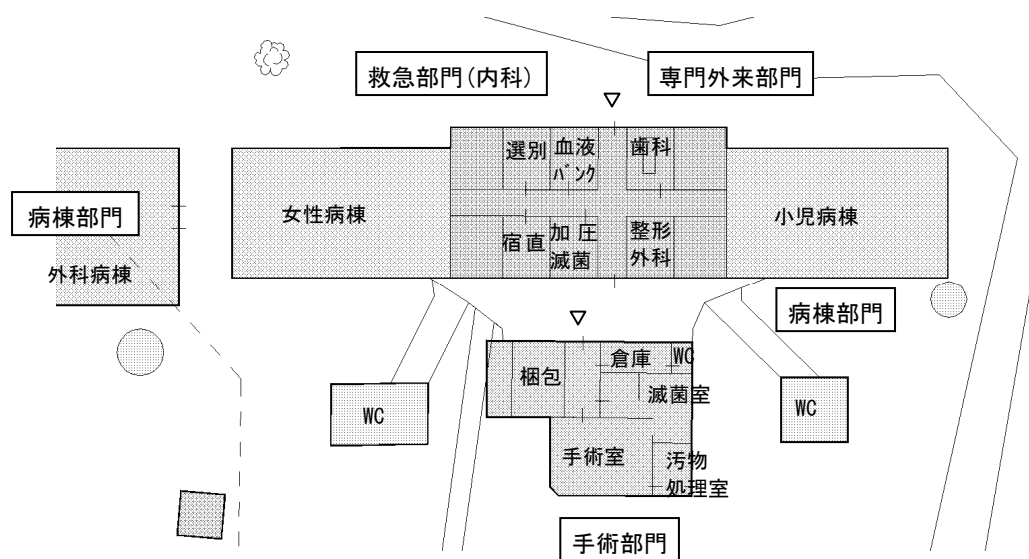 救急部門(内科)
専門外来部門
選別
血液
バンク
歯科
病棟部門
女性病棟
小児病棟
外科病棟
宿直
加圧
滅菌
整形
外科
病棟部門
梱包
倉庫
WC
滅菌室
WC
WC
手術室
汚物
処理室
手術部門